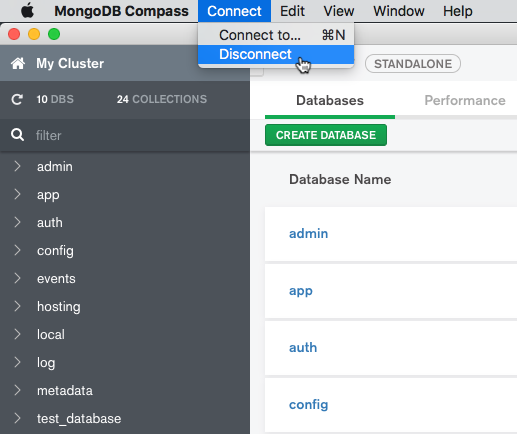 MongoDB Compass Connect Edit View Window Help
Connect to... ⌘N
Disconnect
My Cluster
STANDALONE
10 DBS 24 COLLECTIONS
Databases Performance
filter
CREATE DATABASE
admin
app
auth
config
events
hosting
local
log
metadata
test_database
Database Name
admin
app
auth
config